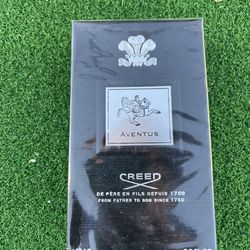 AVENTUS
CREED
DE PÈRE EN FILS DEPUIS 1760
FROM FATHER TO SON SINCE 1760